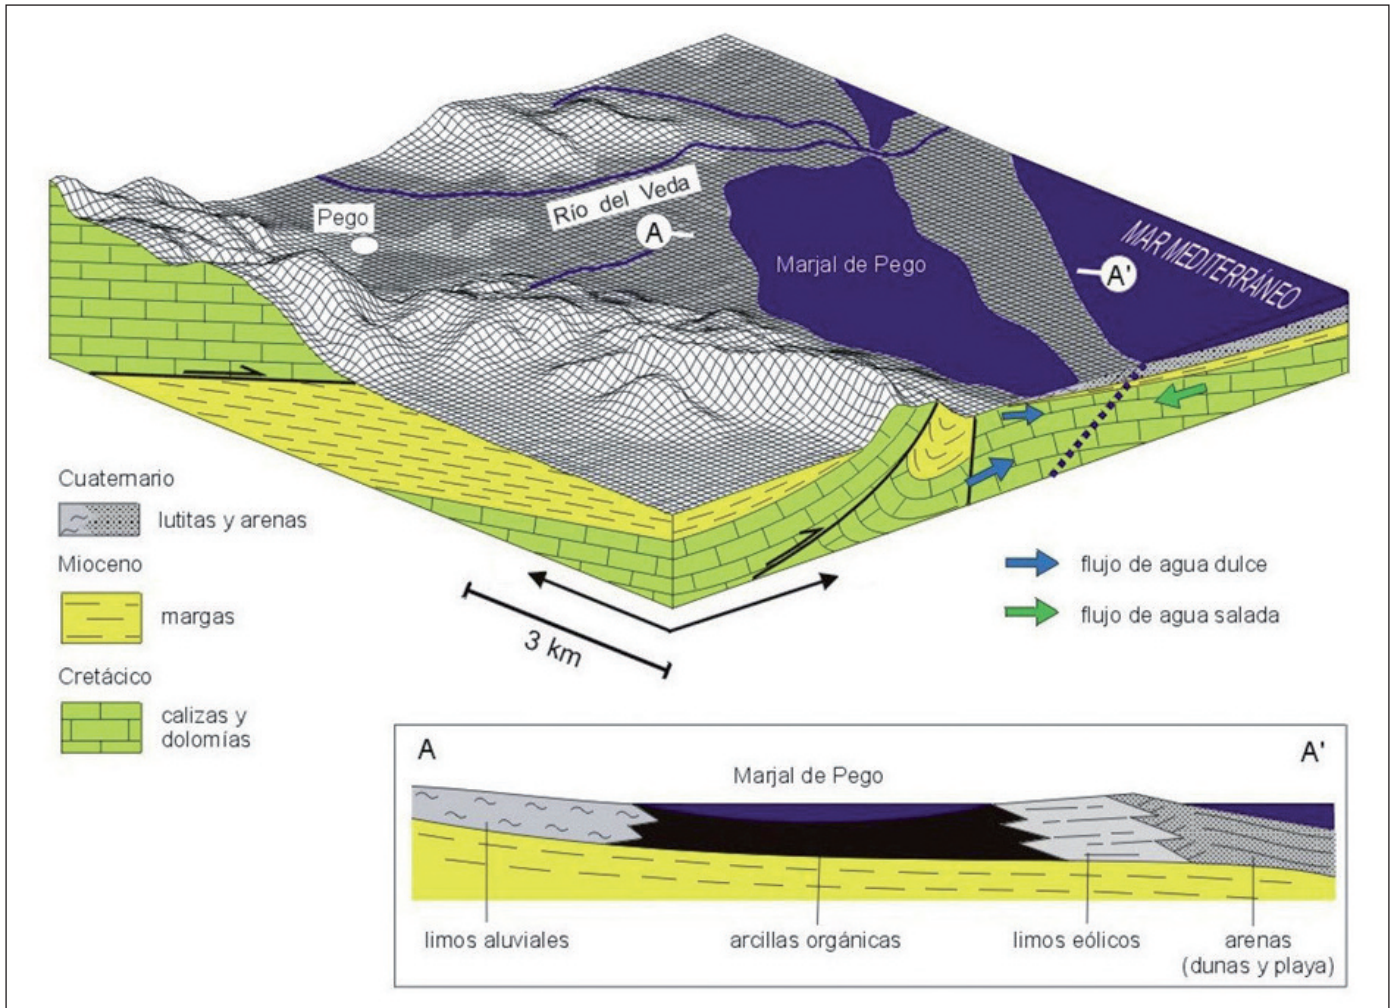 Pego
Río del Veda
A
Marjal de Pego
A'
MAR MEDITERRÁNEO
Cuaternario
lutitas y arenas
Mioceno
margas
Cretácico
calizas y
dolomías
3 km
flujo de agua dulce
flujo de agua salada
A
A'
Marjal de Pego
limos aluviales
arcillas orgánicas
limos eólicos
arenas
(dunas y playa)